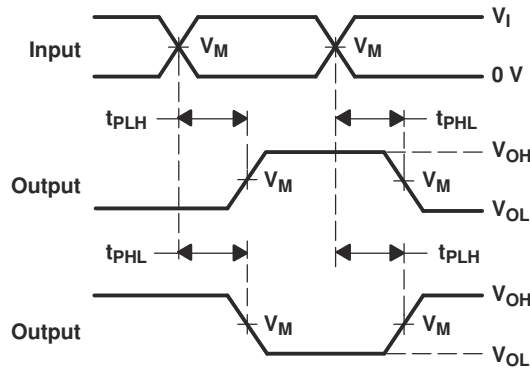 V_I
Input V_M V_M
0 V
t_PLH t_PHL
V_OH
Output V_M V_M
V_OL
t_PHL t_PLH
V_OH
Output V_M V_M
V_OL